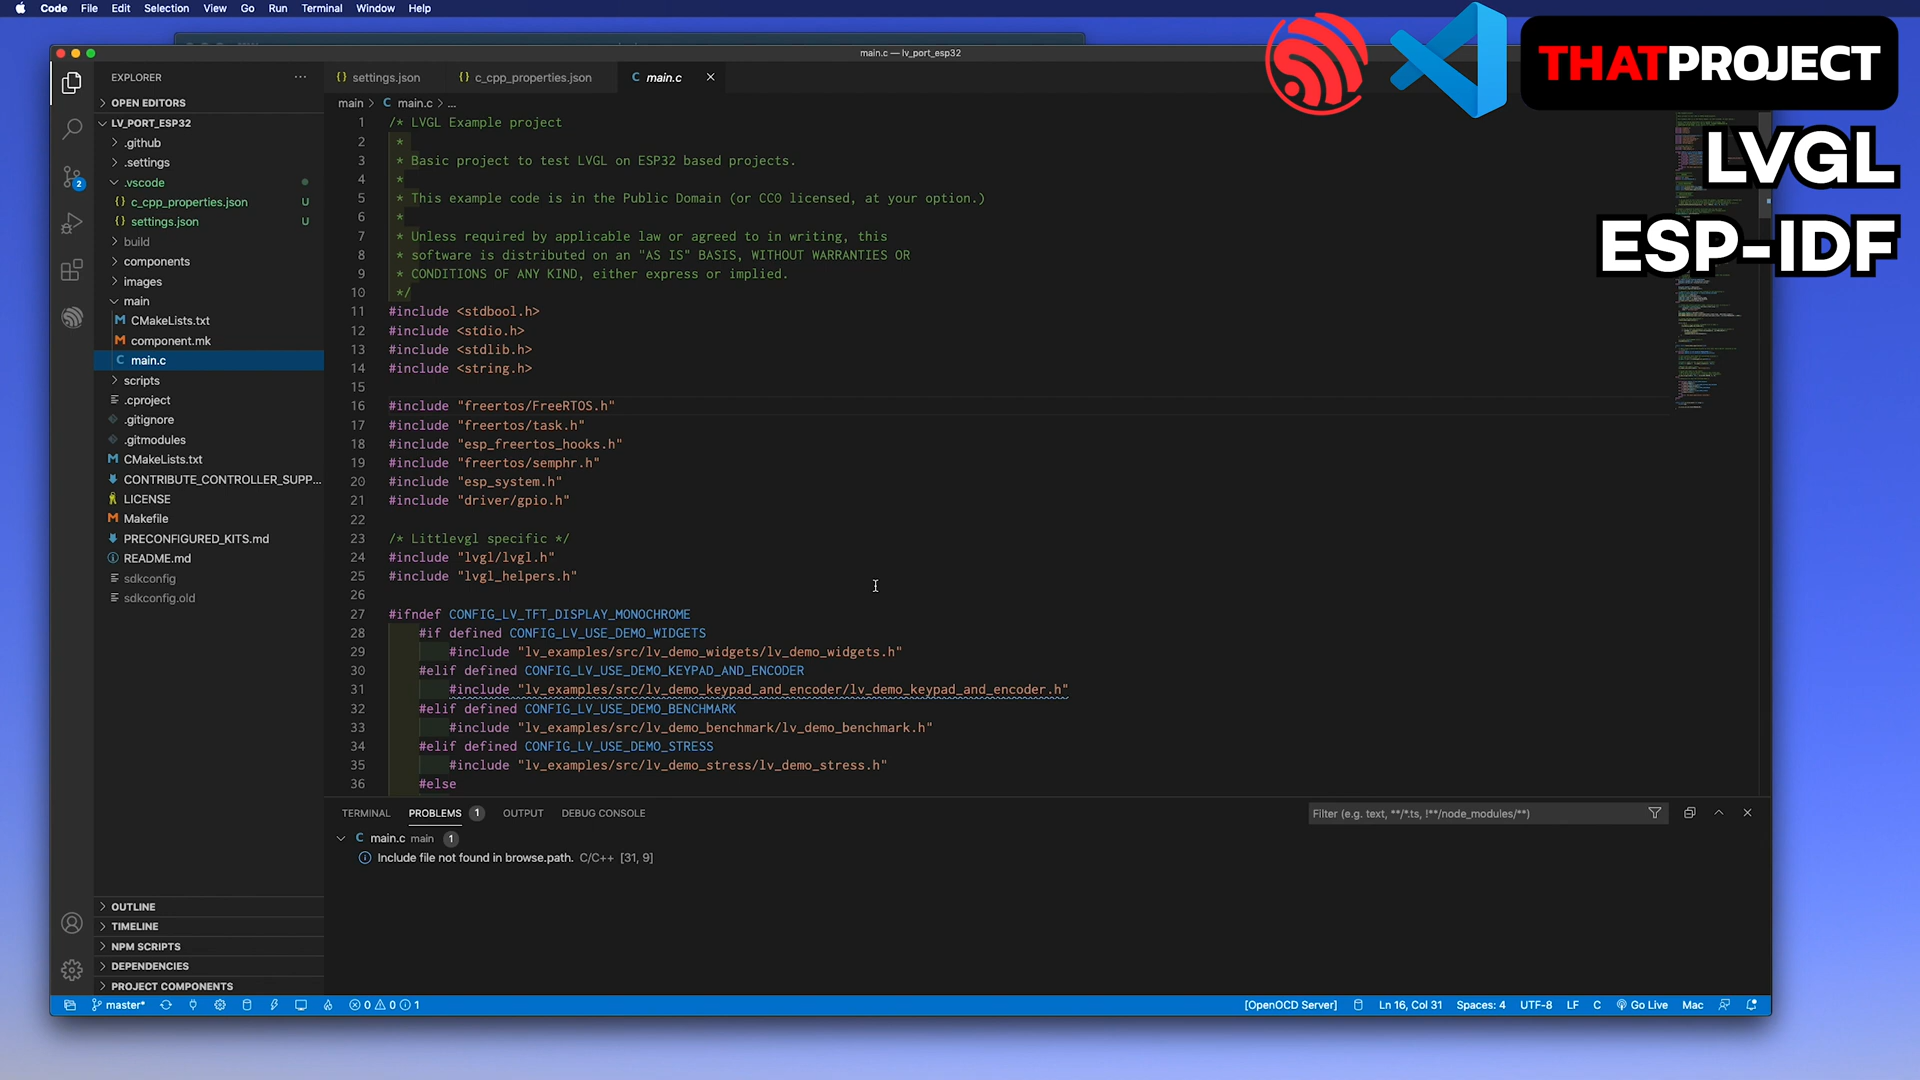 Code File Edit Selection View Go Run Terminal Window Help
main.c — lv_port_esp32
THATPROJECT
LVGL
ESP-IDF
EXPLORER
OPEN EDITORS
LV_PORT_ESP32
.github
.settings
.vscode
c_cpp_properties.json U
settings.json U
build
components
images
main
CMakeLists.txt
component.mk
main.c
scripts
.cproject
.gitignore
.gitmodules
CMakeLists.txt
CONTRIBUTE_CONTROLLER_SUPP...
LICENSE
Makefile
PRECONFIGURED_KITS.md
README.md
sdkconfig
sdkconfig.old
OUTLINE
TIMELINE
NPM SCRIPTS
DEPENDENCIES
PROJECT COMPONENTS
2
settings.json c_cpp_properties.json main.c
main > C main.c > ...
1 /* LVGL Example project
2 *
3 * Basic project to test LVGL on ESP32 based projects.
4 *
5 * This example code is in the Public Domain (or CC0 licensed, at your option.)
6 *
7 * Unless required by applicable law or agreed to in writing, this
8 * software is distributed on an "AS IS" BASIS, WITHOUT WARRANTIES OR
9 * CONDITIONS OF ANY KIND, either express or implied.
10 */
11 #include <stdbool.h>
12 #include <stdio.h>
13 #include <stdlib.h>
14 #include <string.h>
15
16 #include "freertos/FreeRTOS.h"
17 #include "freertos/task.h"
18 #include "esp_freertos_hooks.h"
19 #include "freertos/semphr.h"
20 #include "esp_system.h"
21 #include "driver/gpio.h"
22
23 /* Littlevgl specific */
24 #include "lvgl/lvgl.h"
25 #include "lvgl_helpers.h"
26
27 #ifndef CONFIG_LV_TFT_DISPLAY_MONOCHROME
28 #if defined CONFIG_LV_USE_DEMO_WIDGETS
29 #include "lv_examples/src/lv_demo_widgets/lv_demo_widgets.h"
30 #elif defined CONFIG_LV_USE_DEMO_KEYPAD_AND_ENCODER
31 #include "lv_examples/src/lv_demo_keypad_and_encoder/lv_demo_keypad_and_encoder.h"
32 #elif defined CONFIG_LV_USE_DEMO_BENCHMARK
33 #include "lv_examples/src/lv_demo_benchmark/lv_demo_benchmark.h"
34 #elif defined CONFIG_LV_USE_DEMO_STRESS
35 #include "lv_examples/src/lv_demo_stress/lv_demo_stress.h"
36 #else
TERMINAL PROBLEMS 1 OUTPUT DEBUG CONSOLE
Filter (e.g. text, **/*.ts, !**/node_modules/**)
C main.c main 1
Include file not found in browse.path. C/C++ [31, 9]
master* 0 0 1
[OpenOCD Server] Ln 16, Col 31 Spaces: 4 UTF-8 LF C Go Live Mac